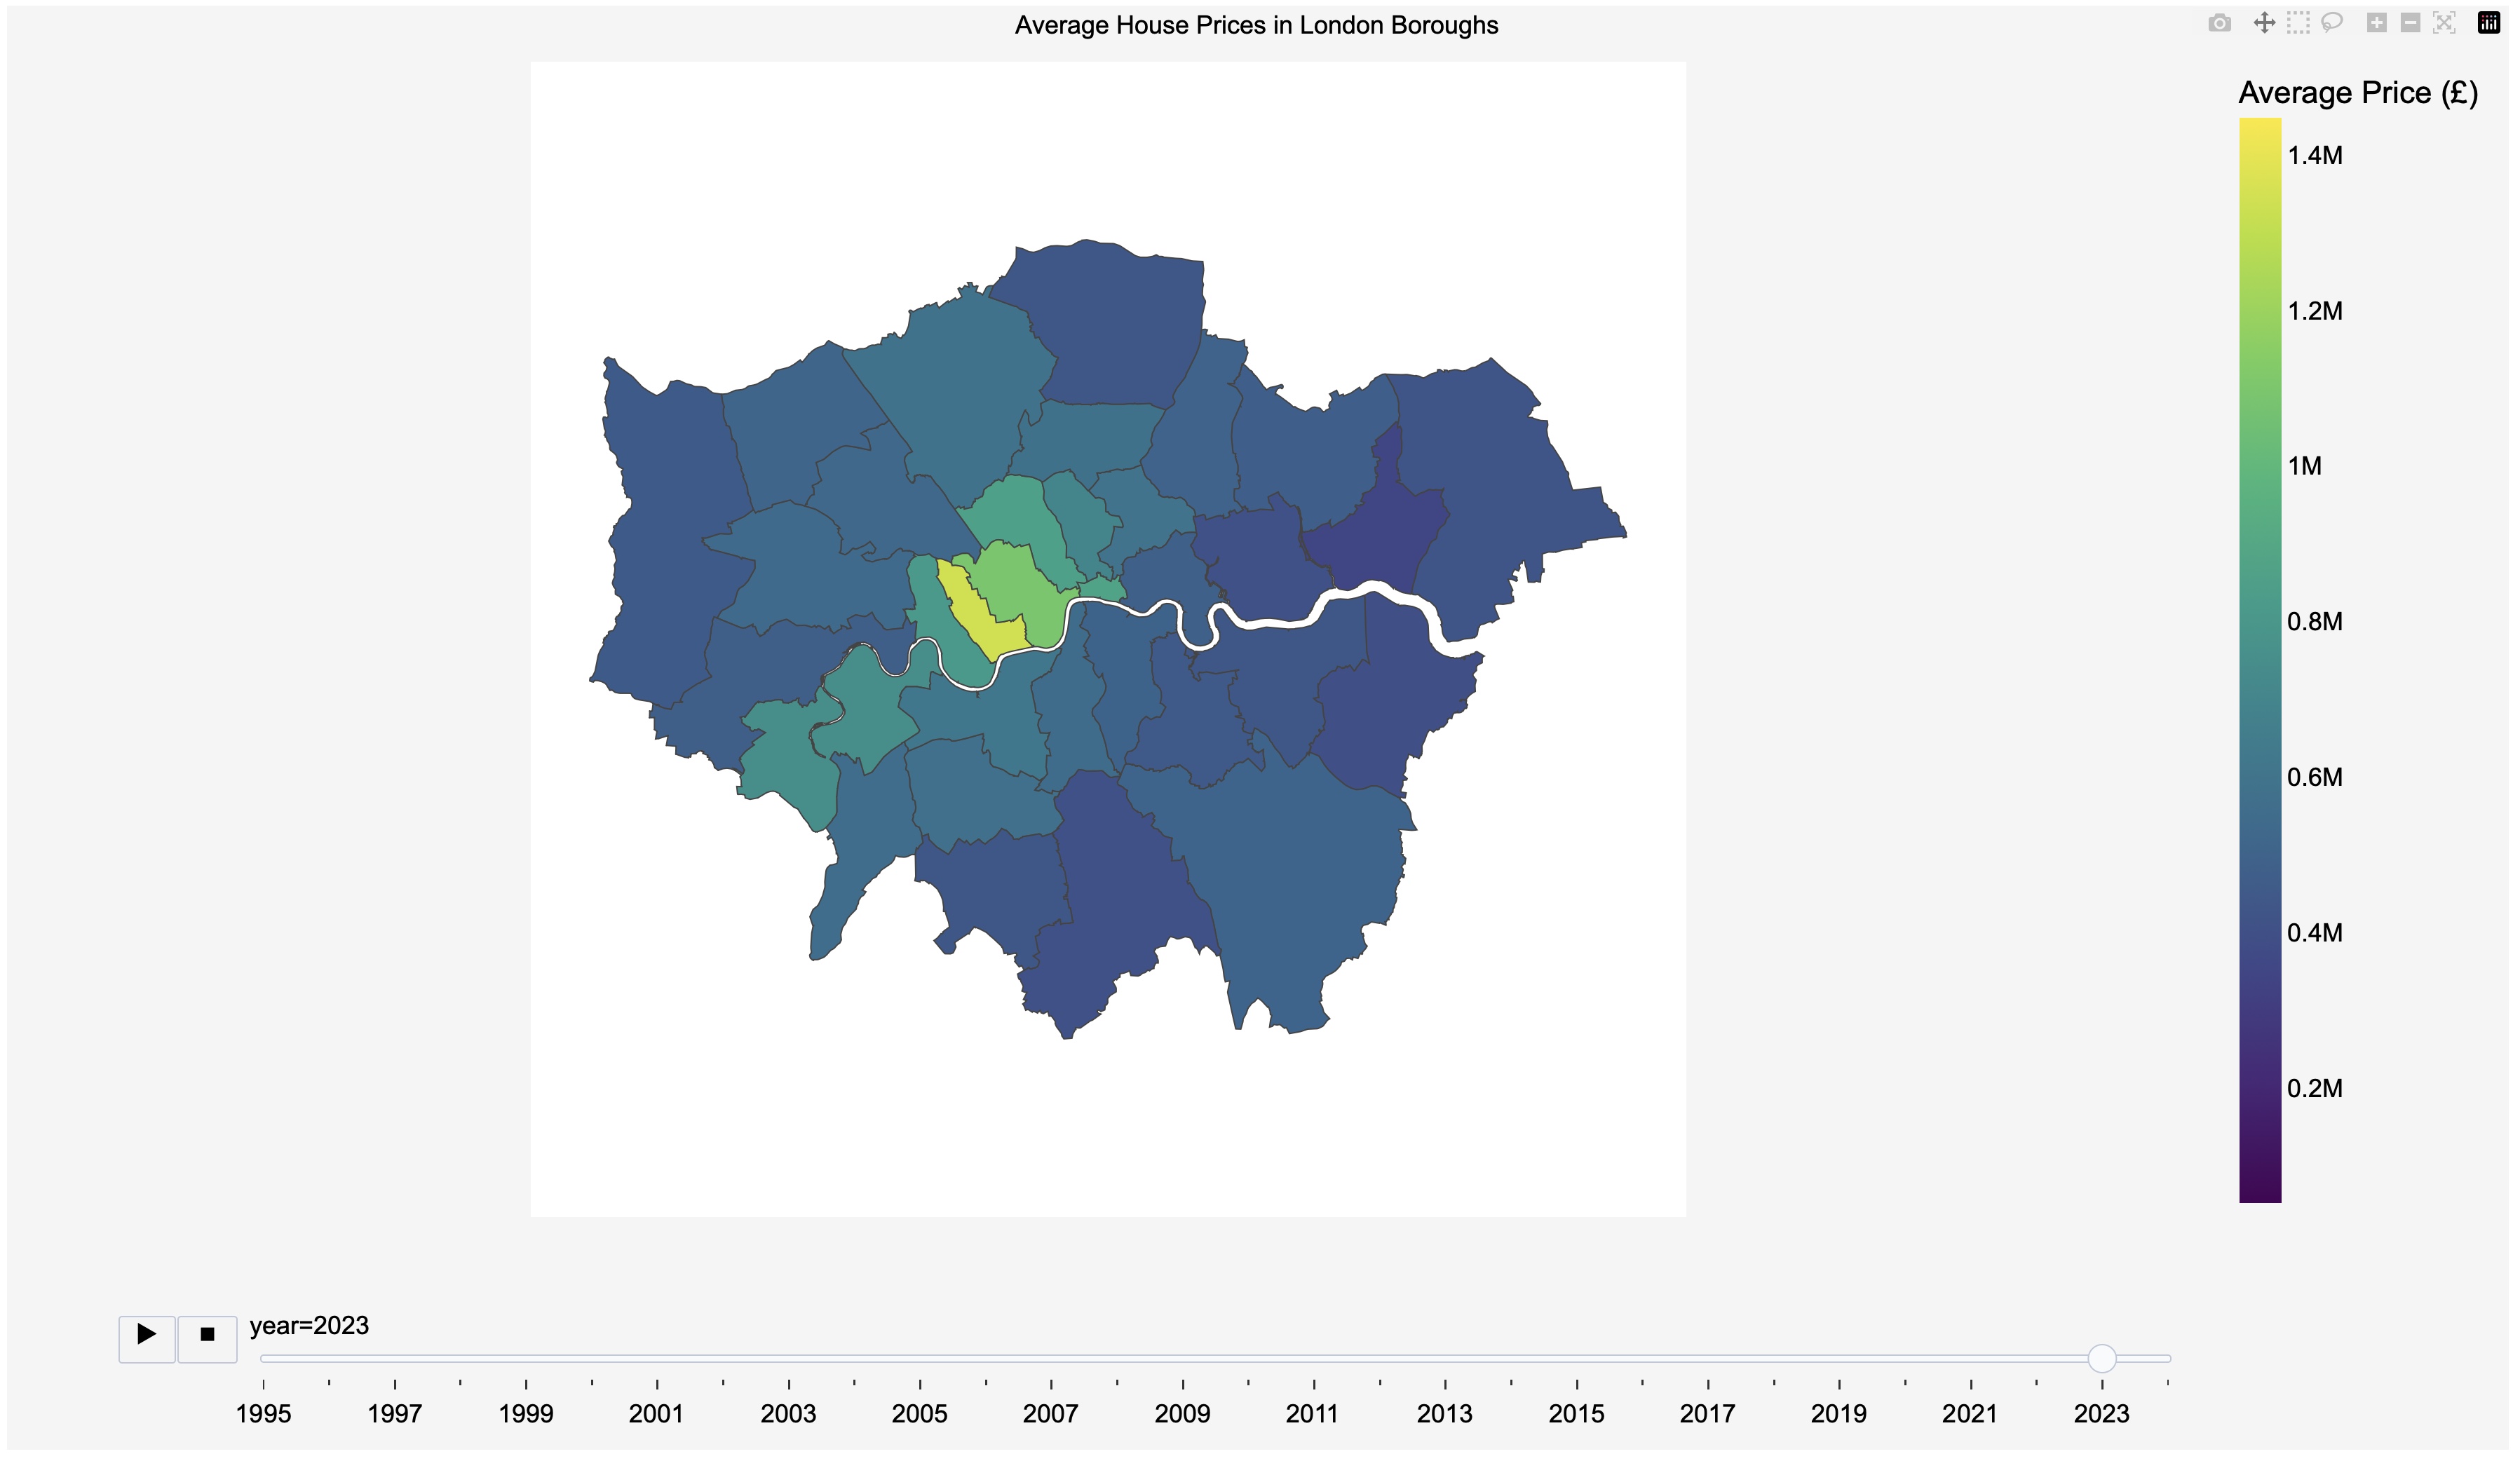 Average House Prices in London Boroughs
Average Price (£)
1.4M
1.2M
1M
0.8M
0.6M
0.4M
0.2M
year=2023
1995 1997 1999 2001 2003 2005 2007 2009 2011 2013 2015 2017 2019 2021 2023